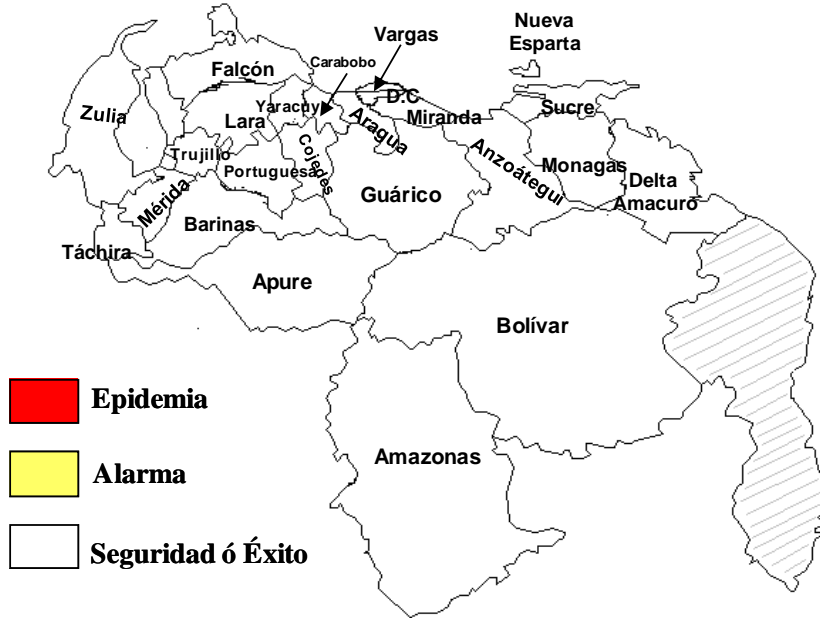 Nueva
Esparta
Vargas
Carabobo
Falcón
D.C
Zulia
Yaracuy
Sucre
Lara
Miranda
Aragua
Trujillo
Cojedes
Portuguesa
Anzoátegui
Monagas
Delta
Amacuro
Guárico
Mérida
Barinas
Táchira
Apure
Bolívar
Epidemia
Amazonas
Alarma
Seguridad ó Éxito